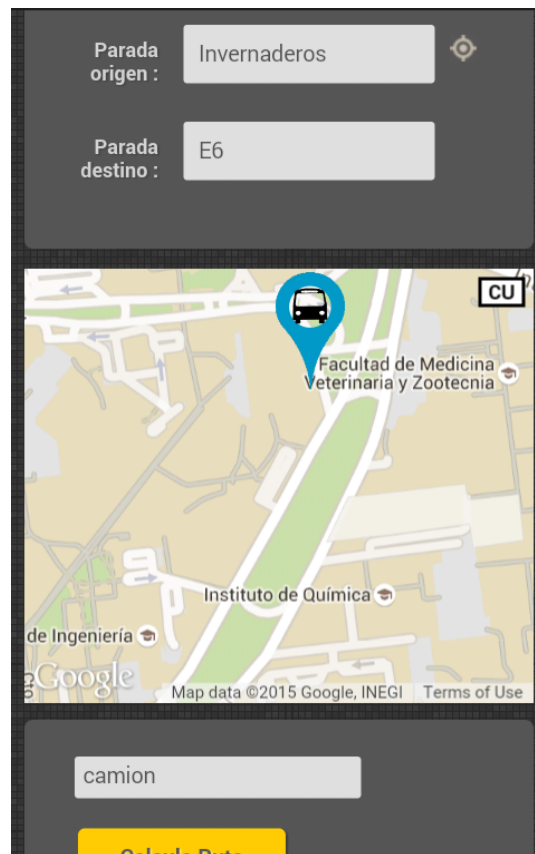 Parada
origen :
Invernaderos
Parada
destino :
E6
CU
Facultad de Medicina
Veterinaria y Zootecnia
Instituto de Química
de Ingeniería
Google
Map data ©2015 Google, INEGI
Terms of Use
camion